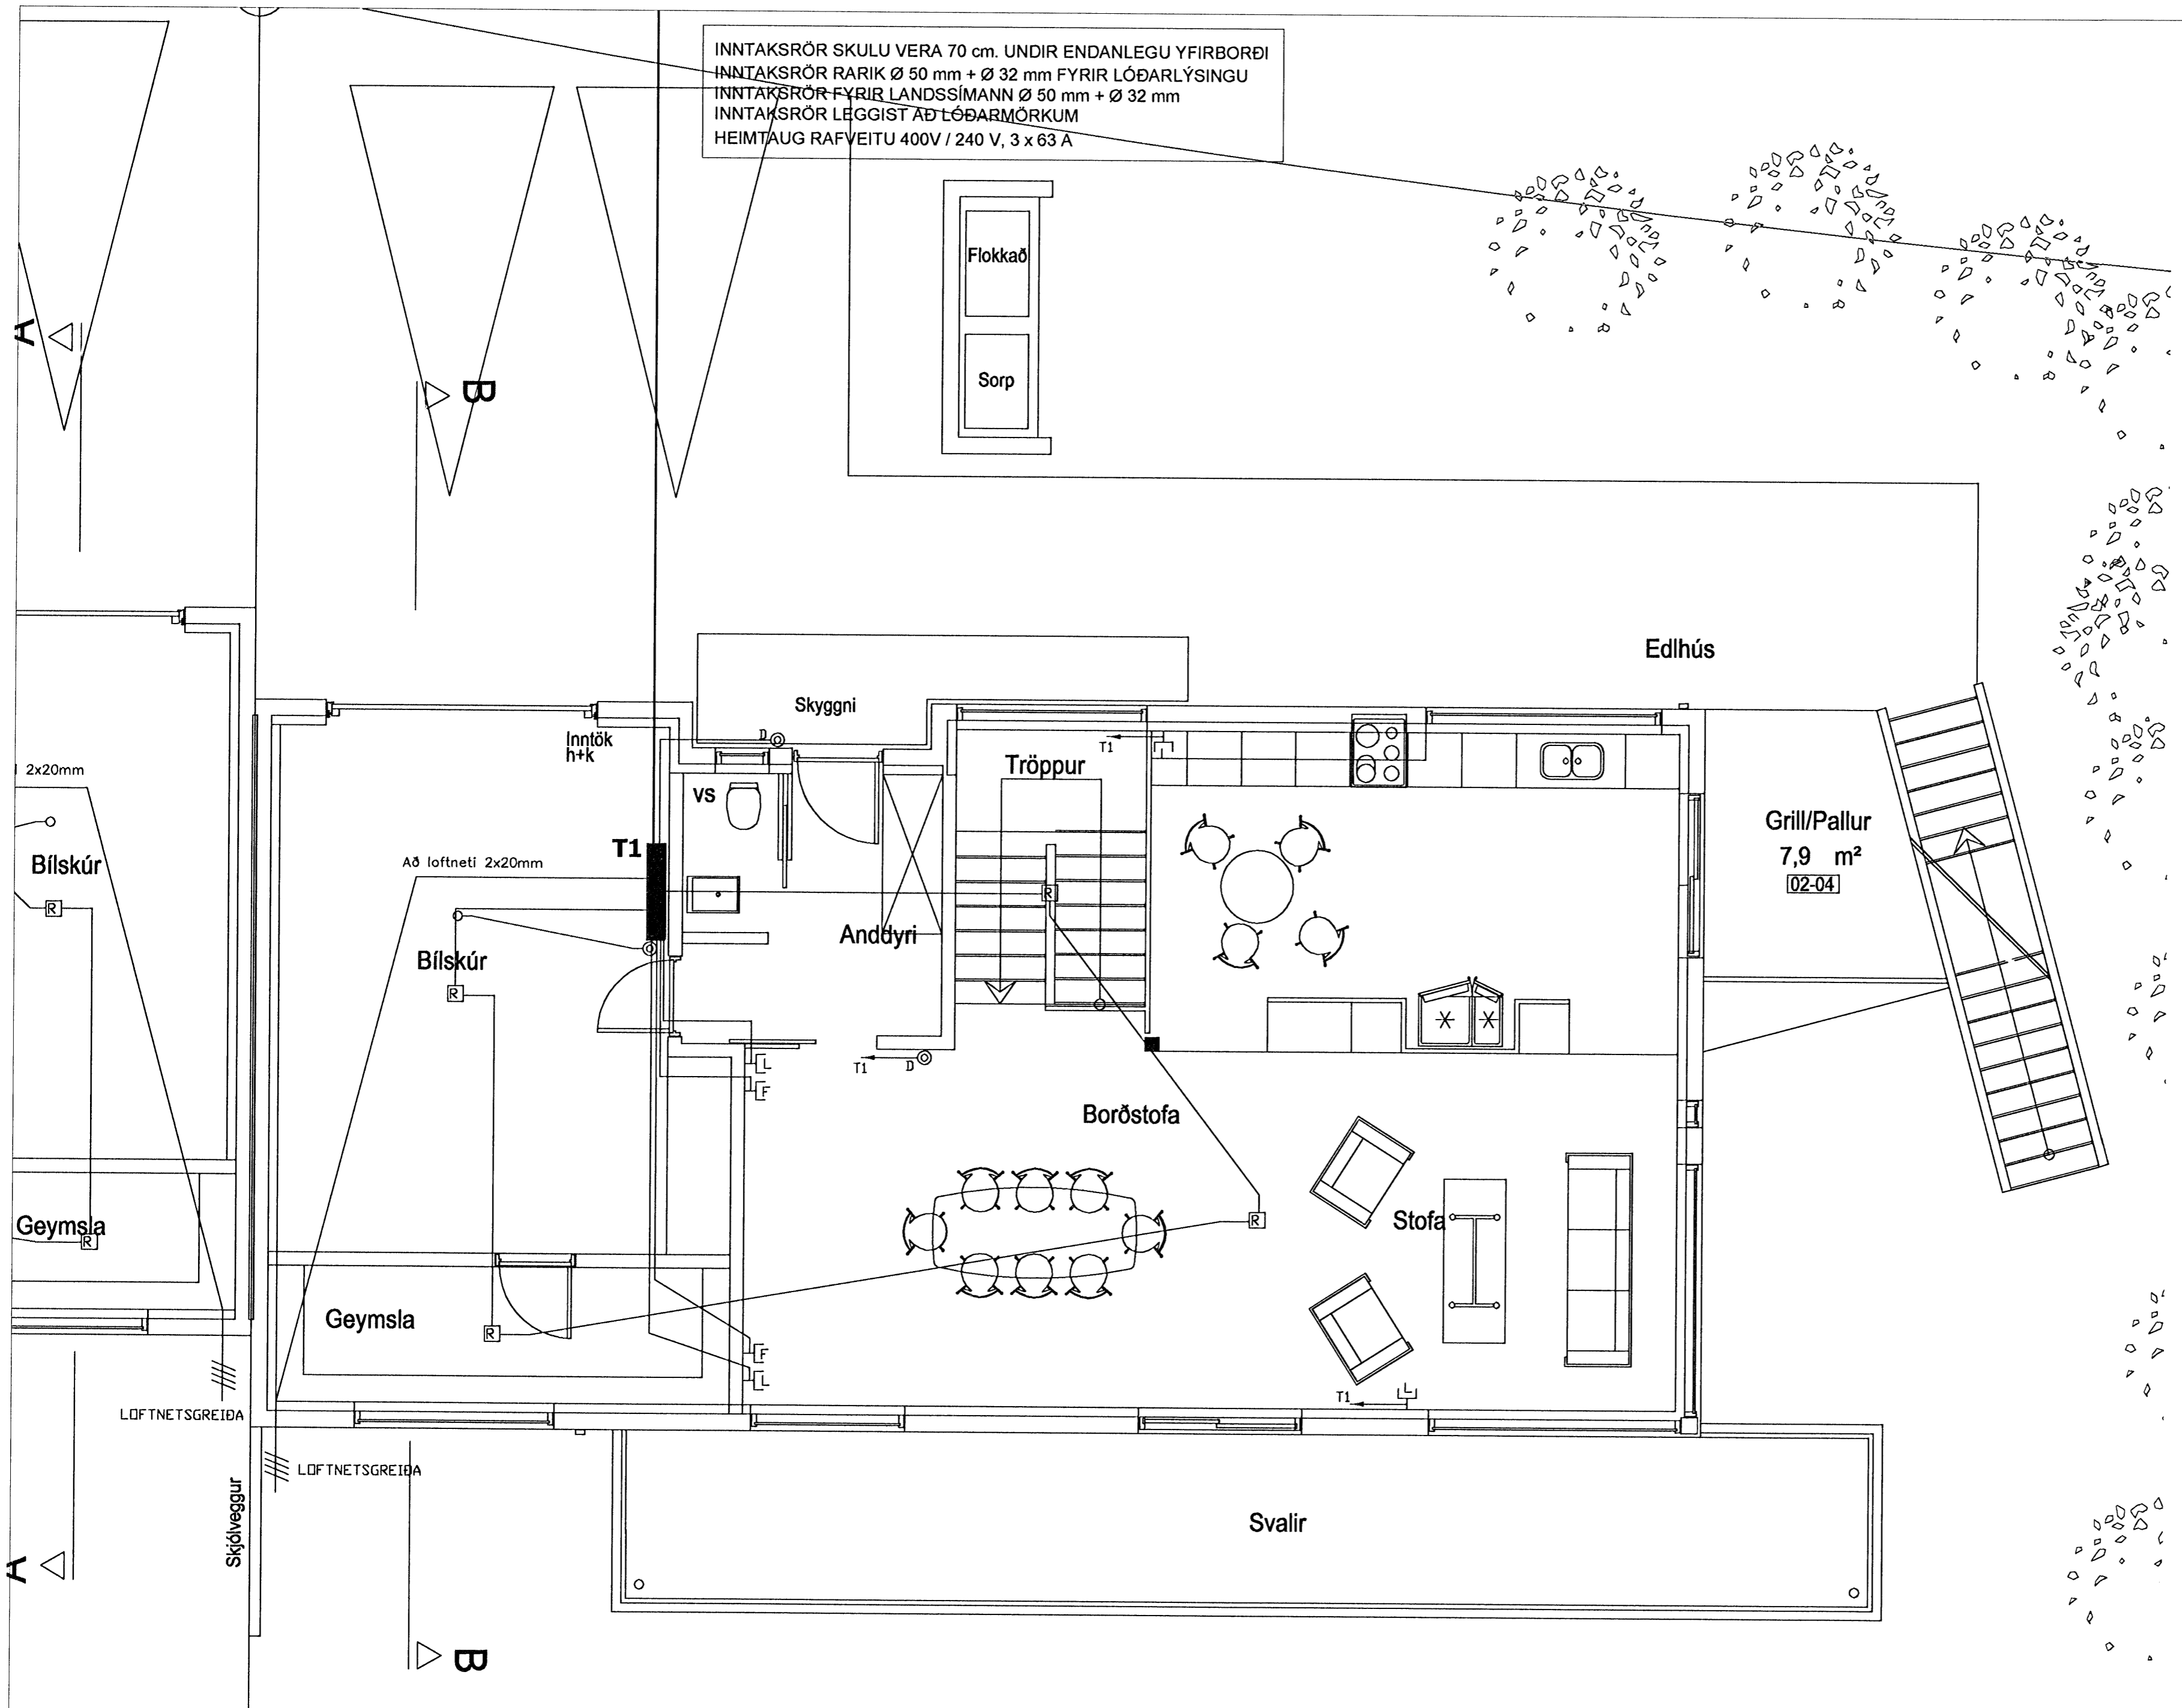 INNTAKSRÖR SKULU VERA 70 cm. UNDIR ENDANLEGU YFIRBORÐI
INNTAKSRÖR RARIK Ø 50 mm + Ø 32 mm FYRIR LÓÐARLÝSINGU
INNTAKSRÖR FYRIR LANDSSÍMANN Ø 50 mm + Ø 32 mm
INNTAKSRÖR LEGGIST AÐ LÓÐARMÖRKUM
HEIMTAUG RAFVEITU 400V / 240 V, 3 x 63 A
Flokkað
Sorp
A
B
Edlhús
Skyggni
Inntök
h+k
D
T1
L
Tröppur
2x20mm
VS
Grill/Pallur
7,9 m²
02-04
T1
Að loftneti 2x20mm
Bílskúr
R
R
Anddyri
Bílskúr
R
T1
D
L
F
Borðstofa
Geymsla
R
R
Stofa
Geymsla
R
F
L
T1
L
LOFTNETSGREIÐA
LOFTNETSGREIÐA
Skjólveggur
Svalir
A
B